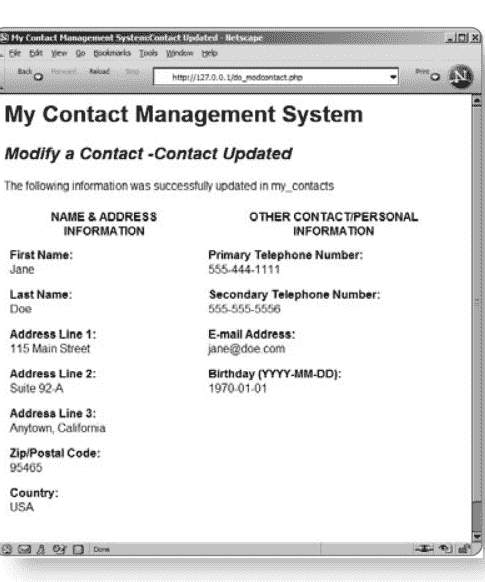 My Contact Management System:Contact Updated - Netscape
File Edit View Go Bookmarks Tools Window Help
Back Forward Reload Stop http://127.0.0.1/do_modcontact.php Print N
My Contact Management System
Modify a Contact -Contact Updated
The following information was successfully updated in my_contacts
NAME & ADDRESS
INFORMATION
First Name:
Jane
Last Name:
Doe
Address Line 1:
115 Main Street
Address Line 2:
Suite 92-A
Address Line 3:
Anytown, California
Zip/Postal Code:
95465
Country:
USA
OTHER CONTACT/PERSONAL
INFORMATION
Primary Telephone Number:
555-444-1111
Secondary Telephone Number:
555-555-5556
E-mail Address:
jane@doe.com
Birthday (YYYY-MM-DD):
1970-01-01
Done